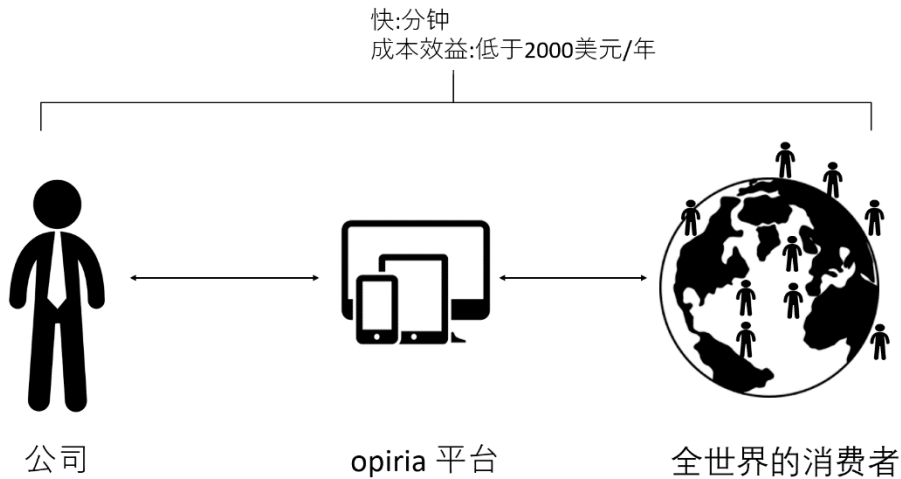 快:分钟
成本效益:低于2000美元/年
公司
opiria 平台
全世界的消费者